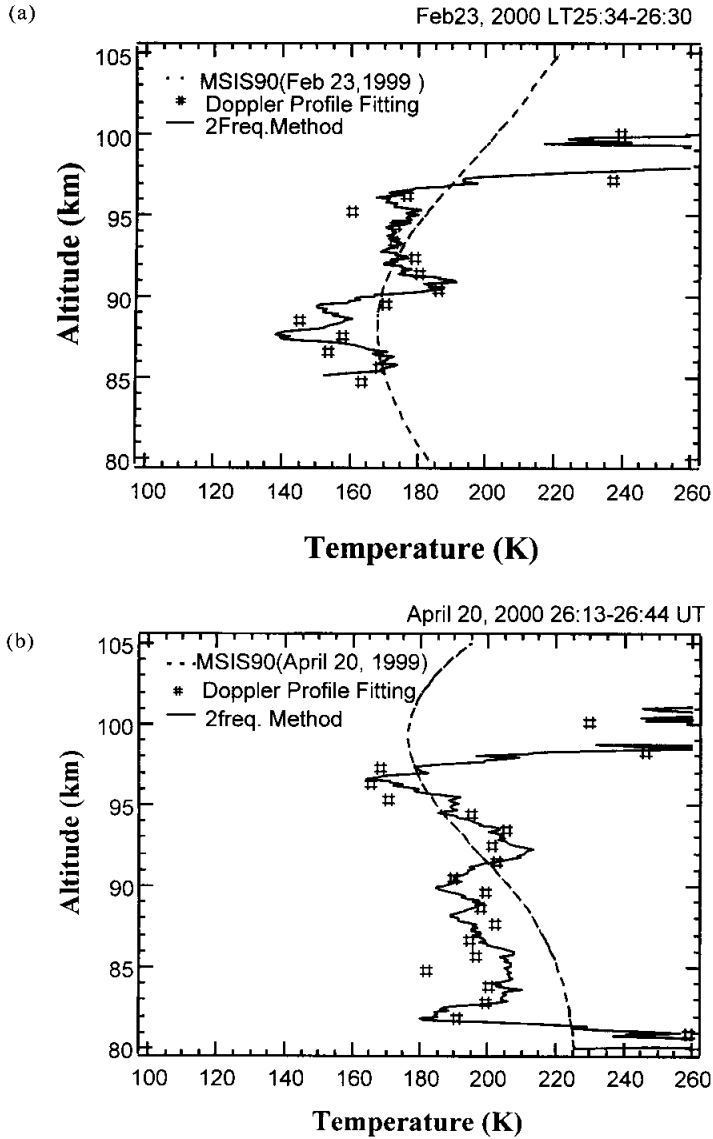 (a)
Feb23, 2000 LT25:34-26:30
105
MSIS90(Feb 23,1999 )
# Doppler Profile Fitting
2Freq.Method
100
95
90
85
80
Altitude (km)
100 120 140 160 180 200 220 240 260
Temperature (K)
(b)
April 20, 2000 26:13-26:44 UT
105
MSIS90(April 20, 1999)
# Doppler Profile Fitting
2freq. Method
100
95
90
85
80
Altitude (km)
100 120 140 160 180 200 220 240 260
Temperature (K)